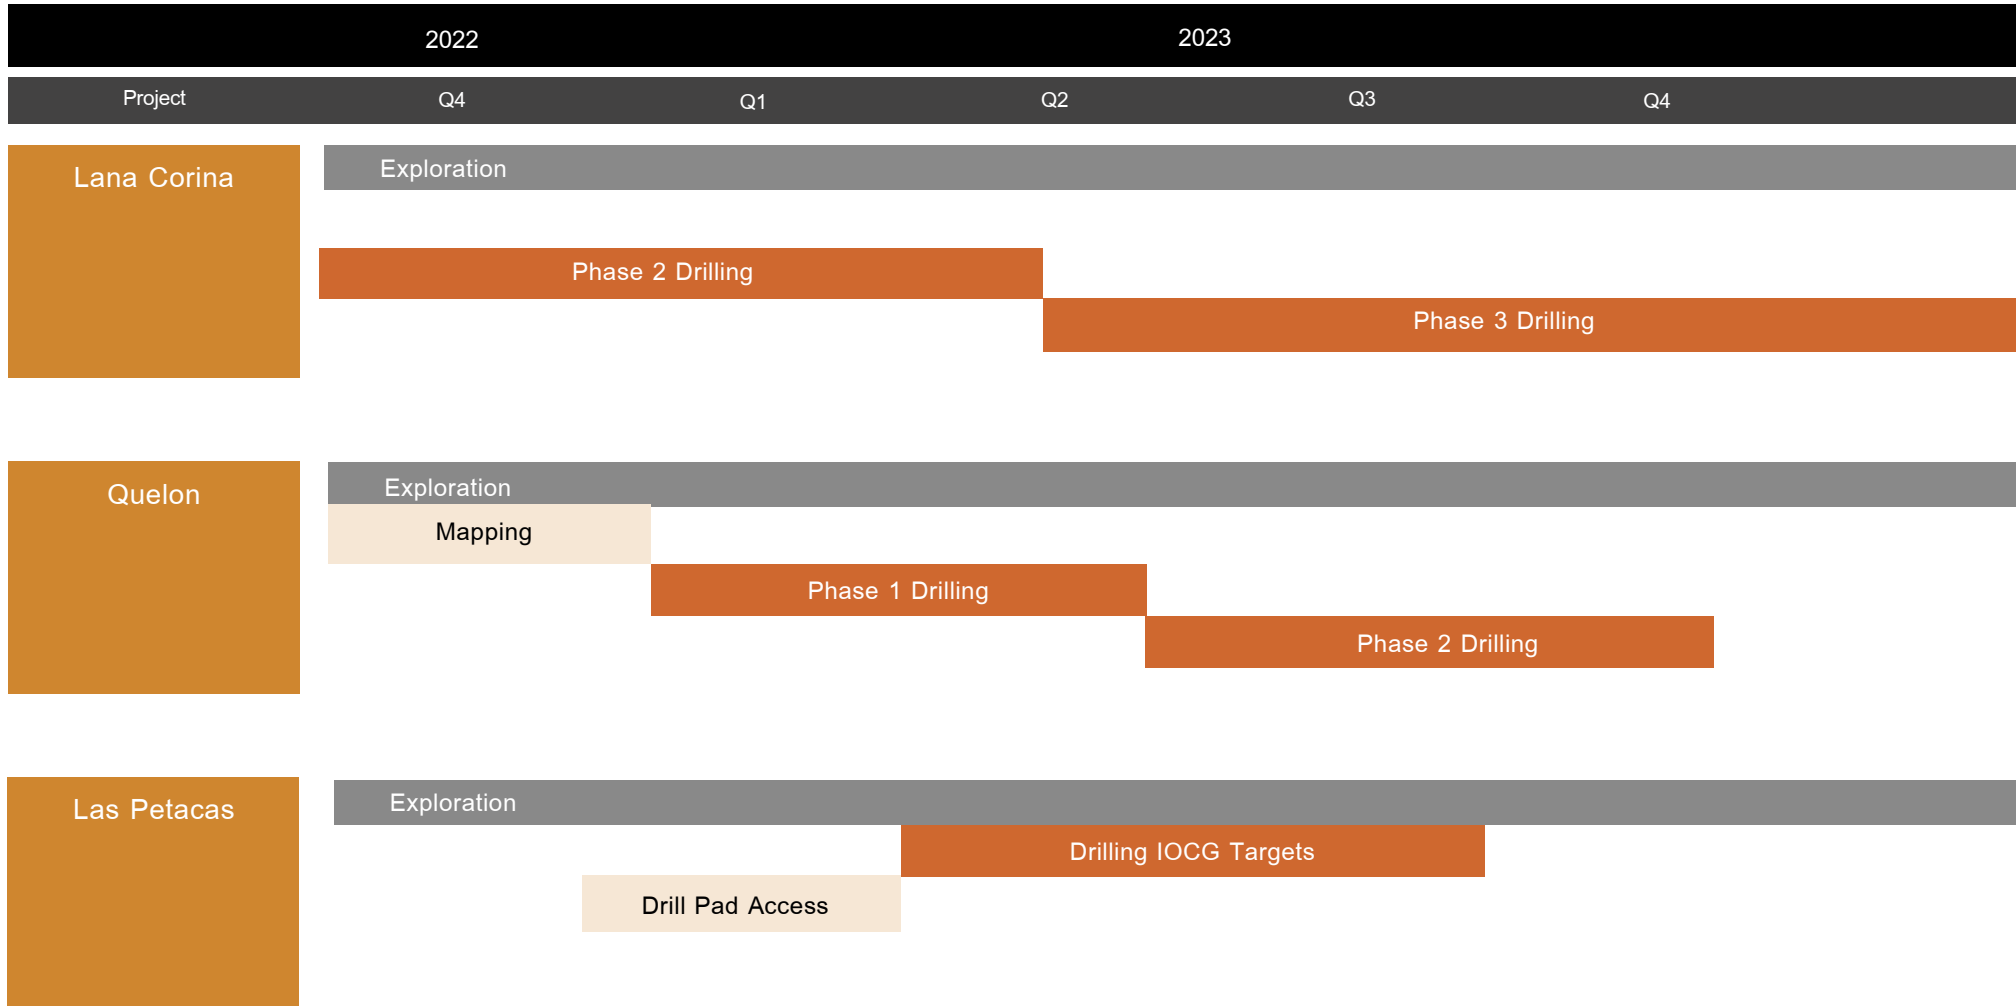 2022 2023
Project Q4 Q1 Q2 Q3 Q4
Lana Corina
Exploration
Phase 2 Drilling
Phase 3 Drilling
Quelon
Exploration
Mapping
Phase 1 Drilling
Phase 2 Drilling
Las Petacas
Exploration
Drilling IOCG Targets
Drill Pad Access